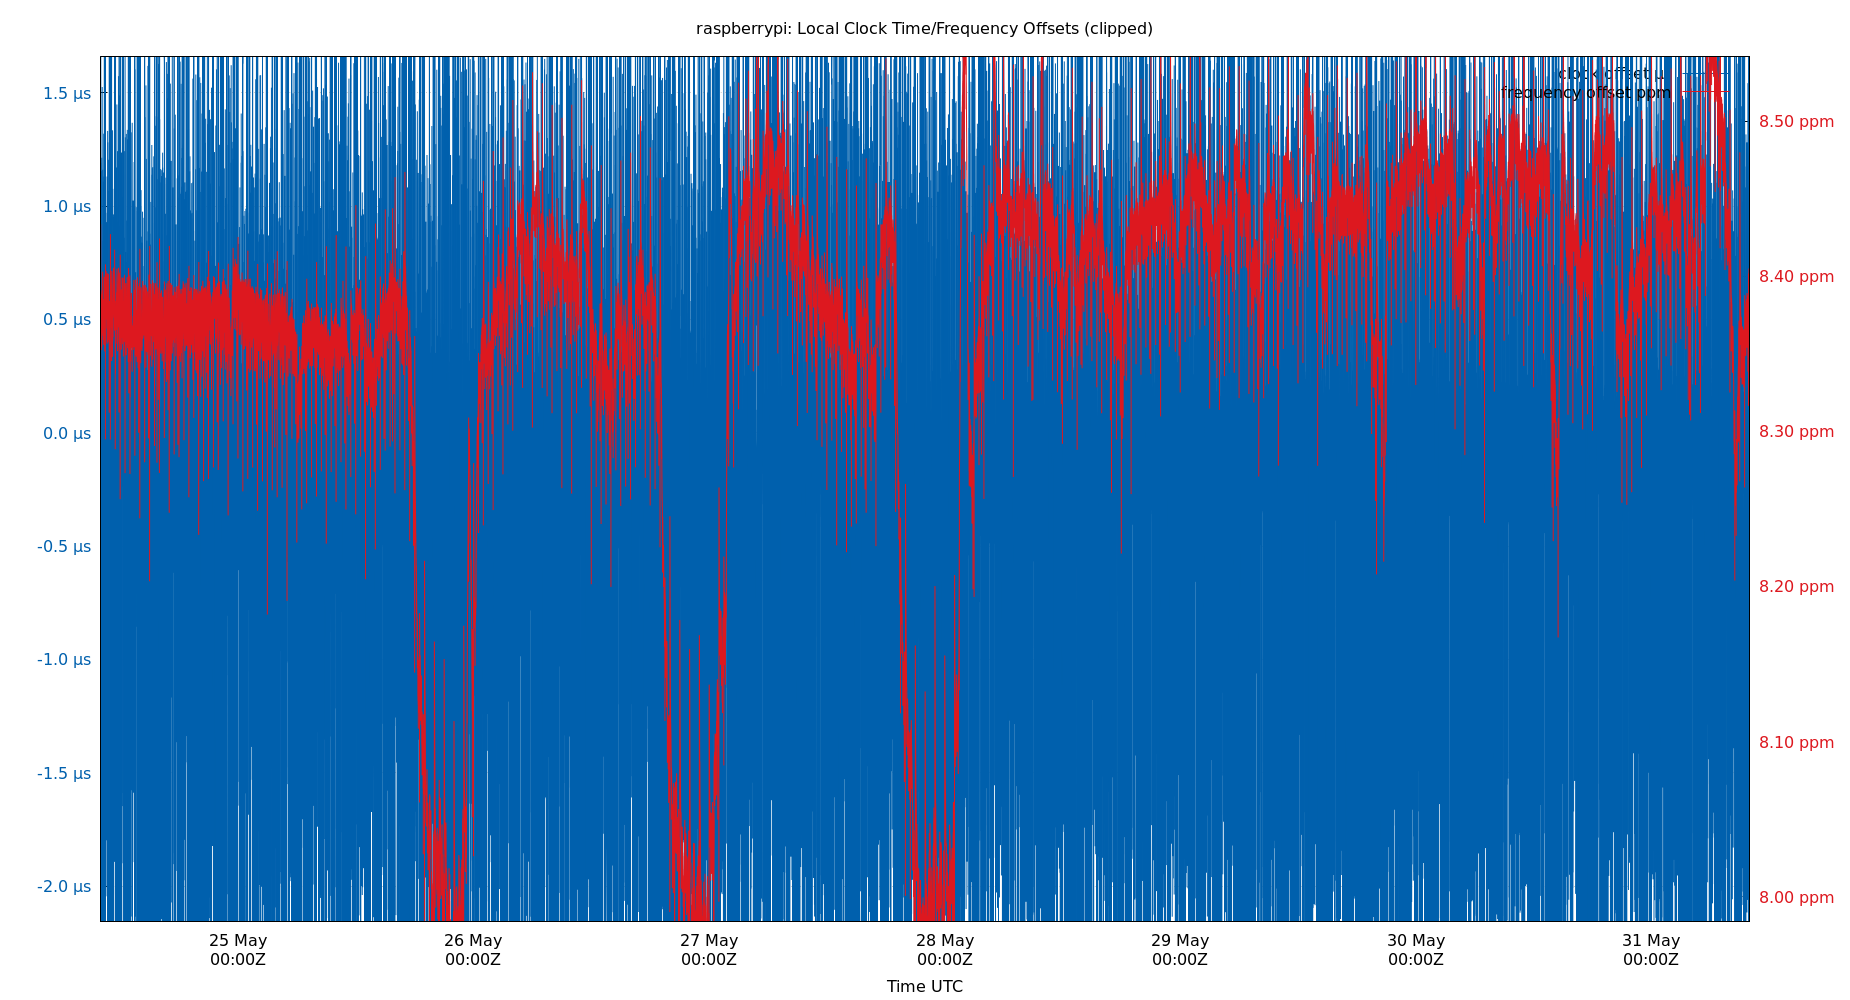 raspberrypi: Local Clock Time/Frequency Offsets (clipped)
clock offset µ
frequency offset ppm
1.5 µs
1.0 µs
0.5 µs
0.0 µs
-0.5 µs
-1.0 µs
-1.5 µs
-2.0 µs
8.50 ppm
8.40 ppm
8.30 ppm
8.20 ppm
8.10 ppm
8.00 ppm
25 May 26 May 27 May 28 May 29 May 30 May 31 May
00:00Z 00:00Z 00:00Z 00:00Z 00:00Z 00:00Z 00:00Z
Time UTC